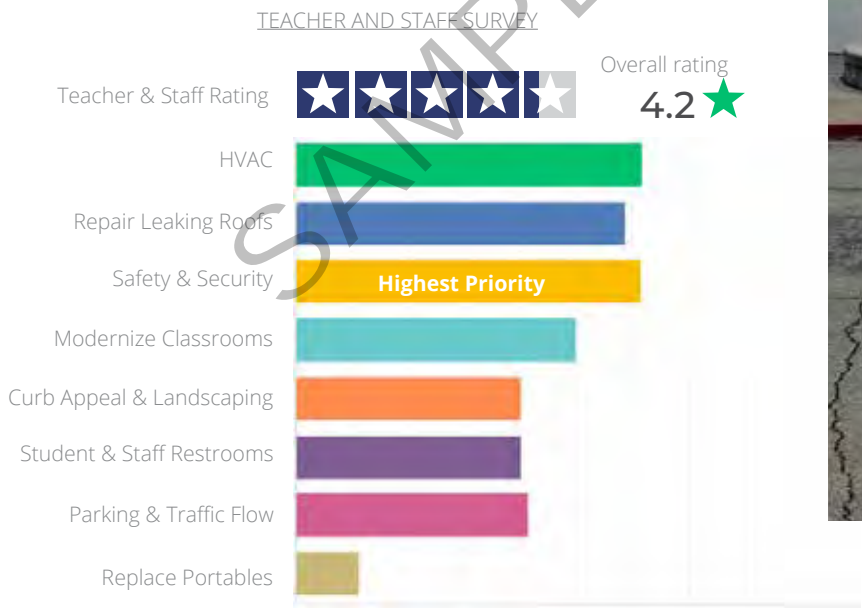 TEACHER AND STAFF SURVEY
Overall rating
Teacher & Staff Rating
4.2
HVAC
Repair Leaking Roofs
Safety & Security
Highest Priority
Modernize Classrooms
Curb Appeal & Landscaping
Student & Staff Restrooms
Parking & Traffic Flow
Replace Portables
SAMPLE